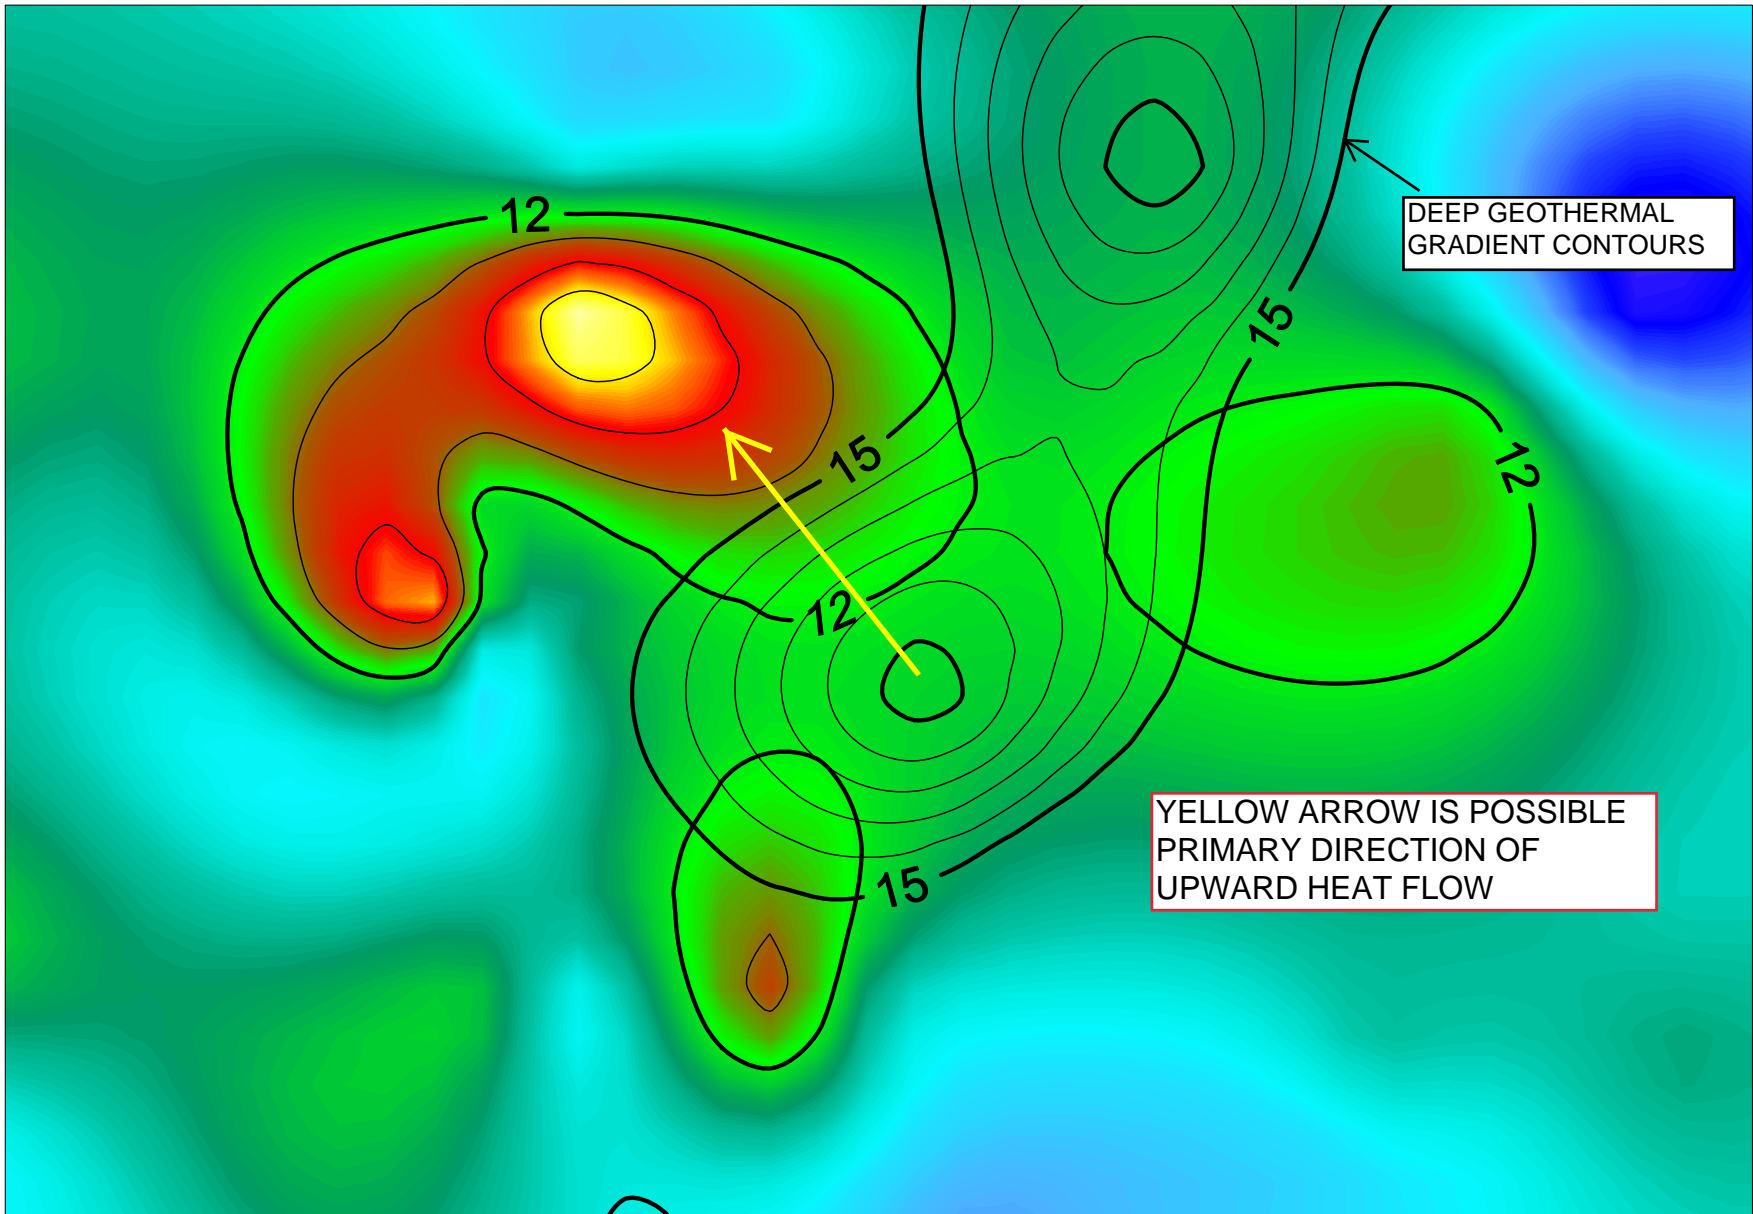 12
DEEP GEOTHERMAL
GRADIENT CONTOURS
15
15
12
12
YELLOW ARROW IS POSSIBLE
PRIMARY DIRECTION OF
UPWARD HEAT FLOW
15